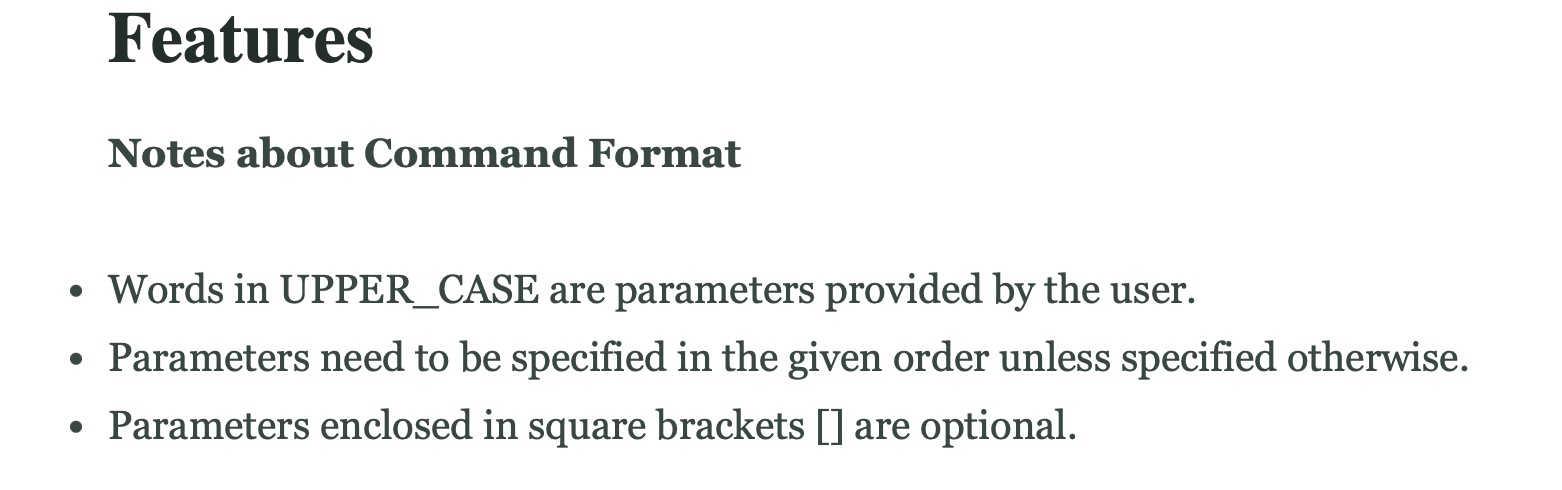 Features
Notes about Command Format
• Words in UPPER_CASE are parameters provided by the user.
• Parameters need to be specified in the given order unless specified otherwise.
• Parameters enclosed in square brackets [] are optional.